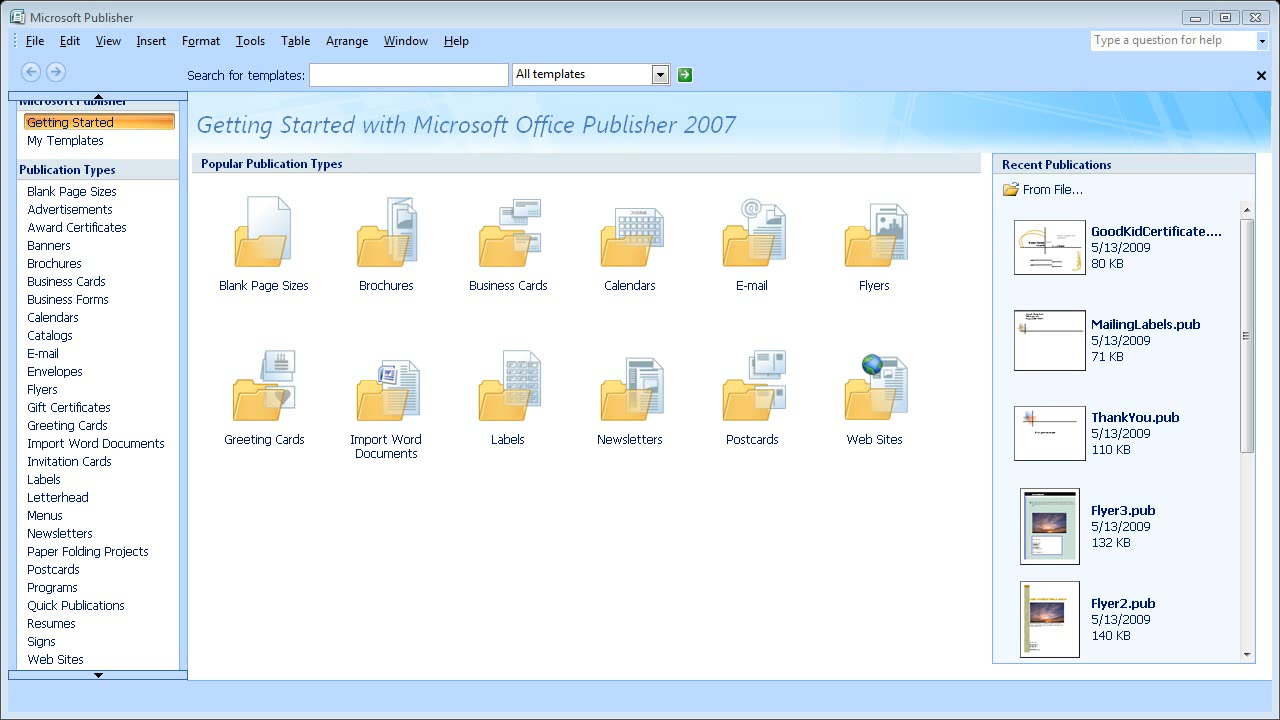 Microsoft Publisher
File Edit View Insert Format Tools Table Arrange Window Help
Type a question for help
Search for templates:
All templates
Microsoft Publisher
Getting Started
My Templates
Publication Types
Blank Page Sizes
Advertisements
Award Certificates
Banners
Brochures
Business Cards
Business Forms
Calendars
Catalogs
E-mail
Envelopes
Flyers
Gift Certificates
Greeting Cards
Import Word Documents
Invitation Cards
Labels
Letterhead
Menus
Newsletters
Paper Folding Projects
Postcards
Programs
Quick Publications
Resumes
Signs
Web Sites
Getting Started with Microsoft Office Publisher 2007
Popular Publication Types
Blank Page Sizes
Brochures
Business Cards
Calendars
E-mail
Flyers
Greeting Cards
Import Word
Documents
Labels
Newsletters
Postcards
Web Sites
Recent Publications
From File...
GoodKidCertificate....
5/13/2009
80 KB
MailingLabels.pub
5/13/2009
71 KB
ThankYou.pub
5/13/2009
110 KB
Flyer3.pub
5/13/2009
132 KB
Flyer2.pub
5/13/2009
140 KB